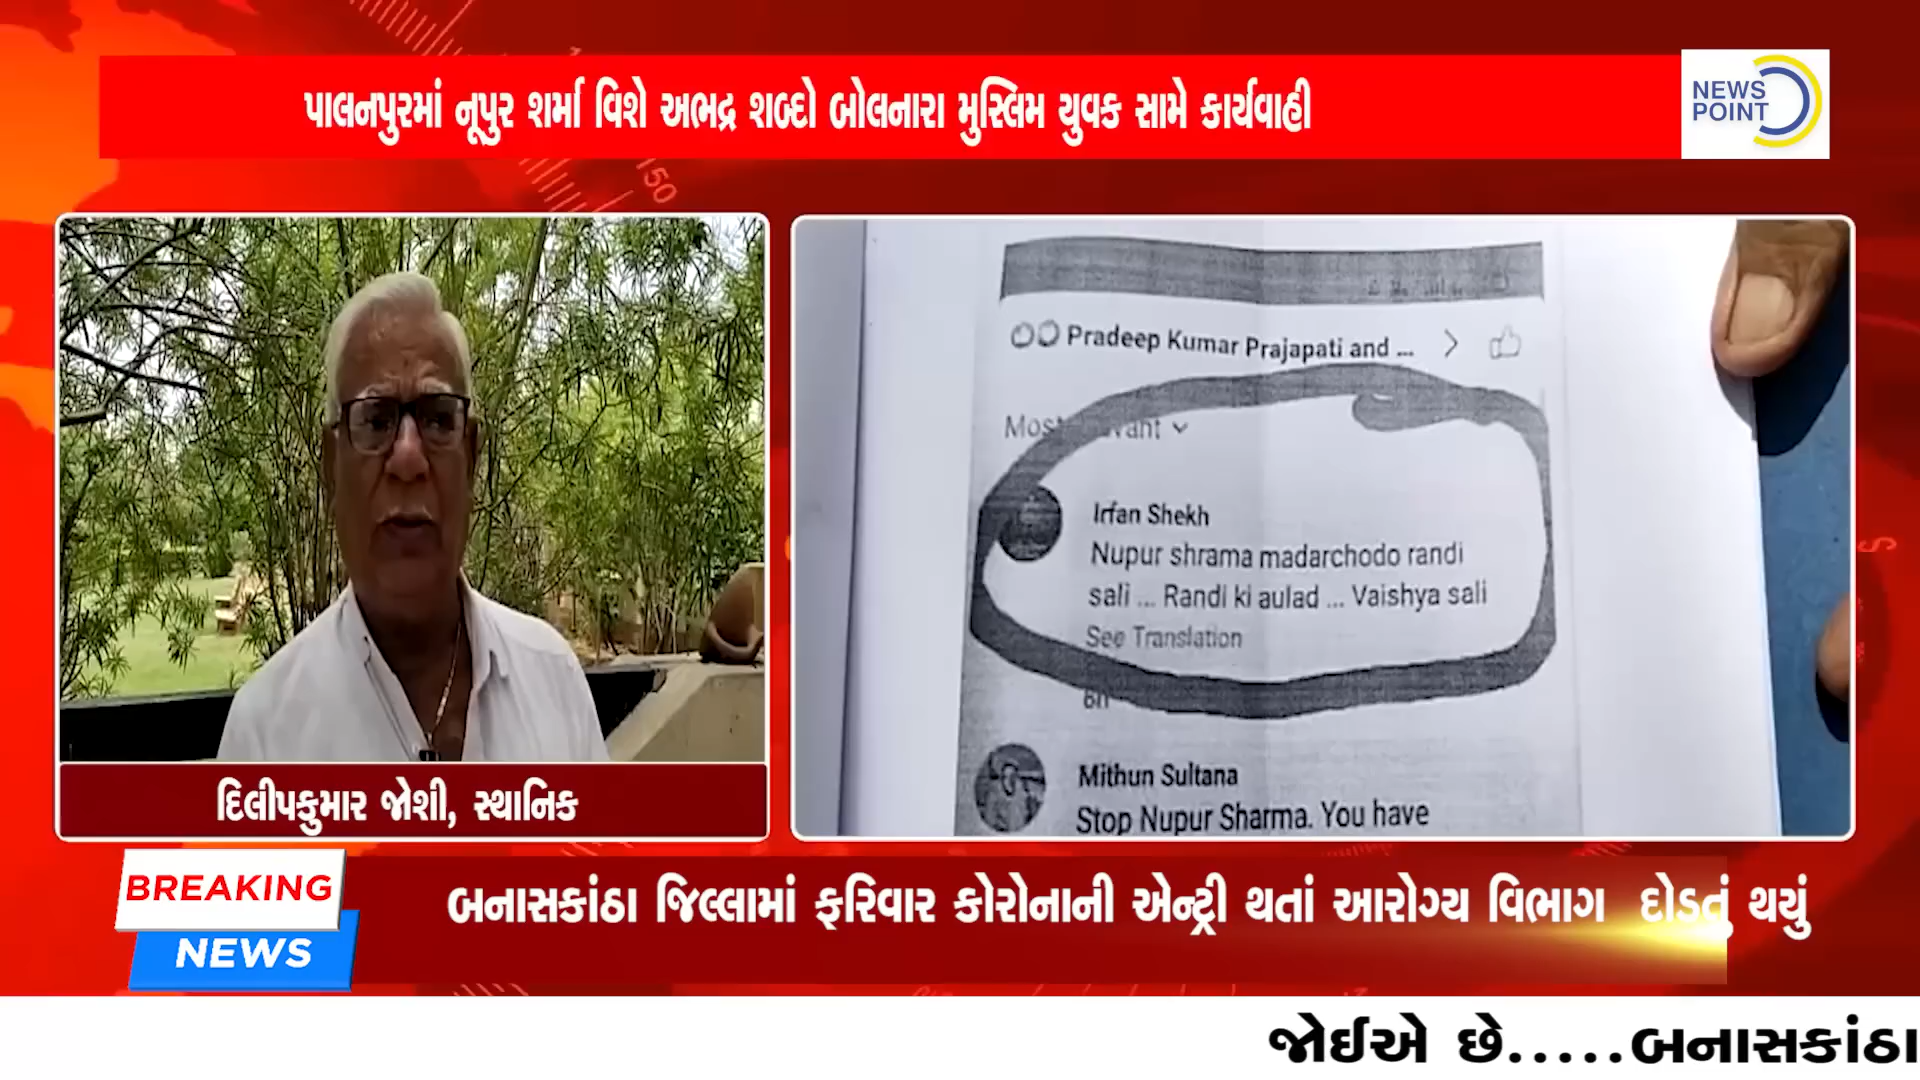 પાલનપુરમાં નૂપુર શર્મા વિશે અભદ્ર શબ્દો બોલનારા મુસ્લિમ યુવક સામે કાર્યવાહી
NEWS
POINT
150
Pradeep Kumar Prajapati and ...
Irfan Shekh
Nupur shrama madarchodo randi
sali ... Randi ki aulad ... Vaishya sali
See Translation
Mithun Sultana
Stop Nupur Sharma. You have
દિલીપકુમાર જોશી, સ્થાનિક
BREAKING
NEWS
બનાસકાંઠા જિલ્લામાં ફરિવાર કોરોનાની એન્ટ્રી થતાં આરોગ્ય વિભાગ દોડતું થયું
જોઈએ છે.....બનાસકાંઠા